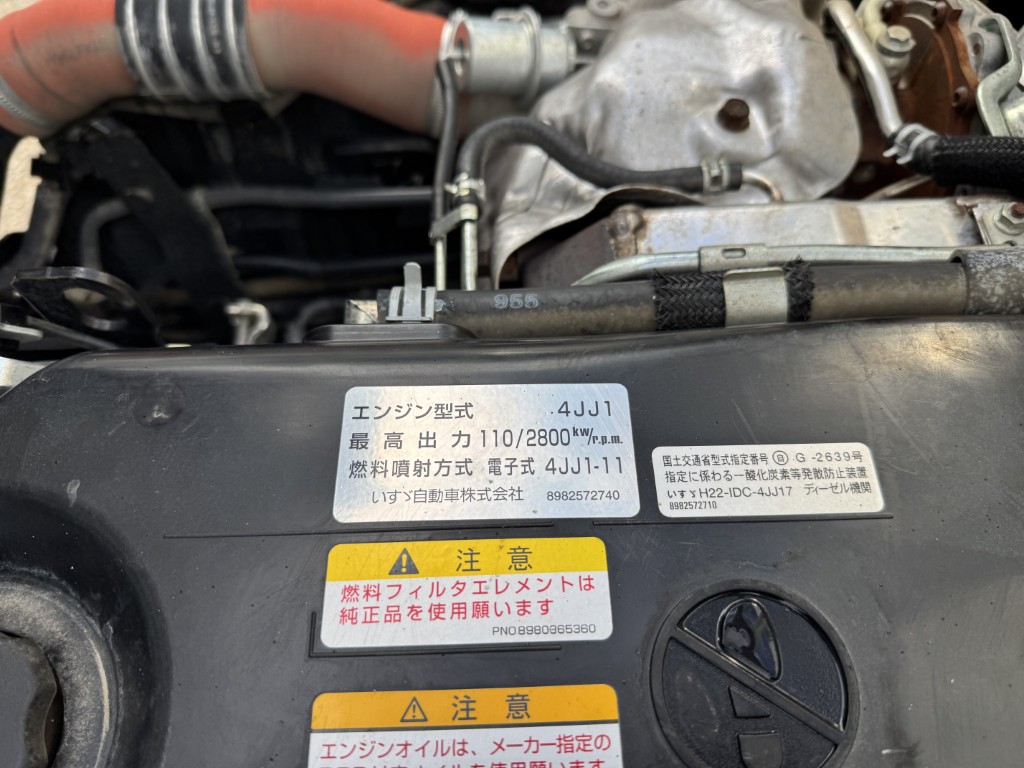 955
エンジン型式 4JJ1
最高出力 110/2800kw/r.p.m.
燃料噴射方式 電子式 4JJ1-11
いすゞ自動車株式会社 8982572740
国土交通省型式指定番号 自 G -2639号
指定に係わる一酸化炭素等発散防止装置
いすゞH22-IDC-4JJ17 ディーゼル機関
8982572710
注意
燃料フィルタエレメントは
純正品を使用願います
PNO8980365360
注意
エンジンオイルは、メーカー指定の